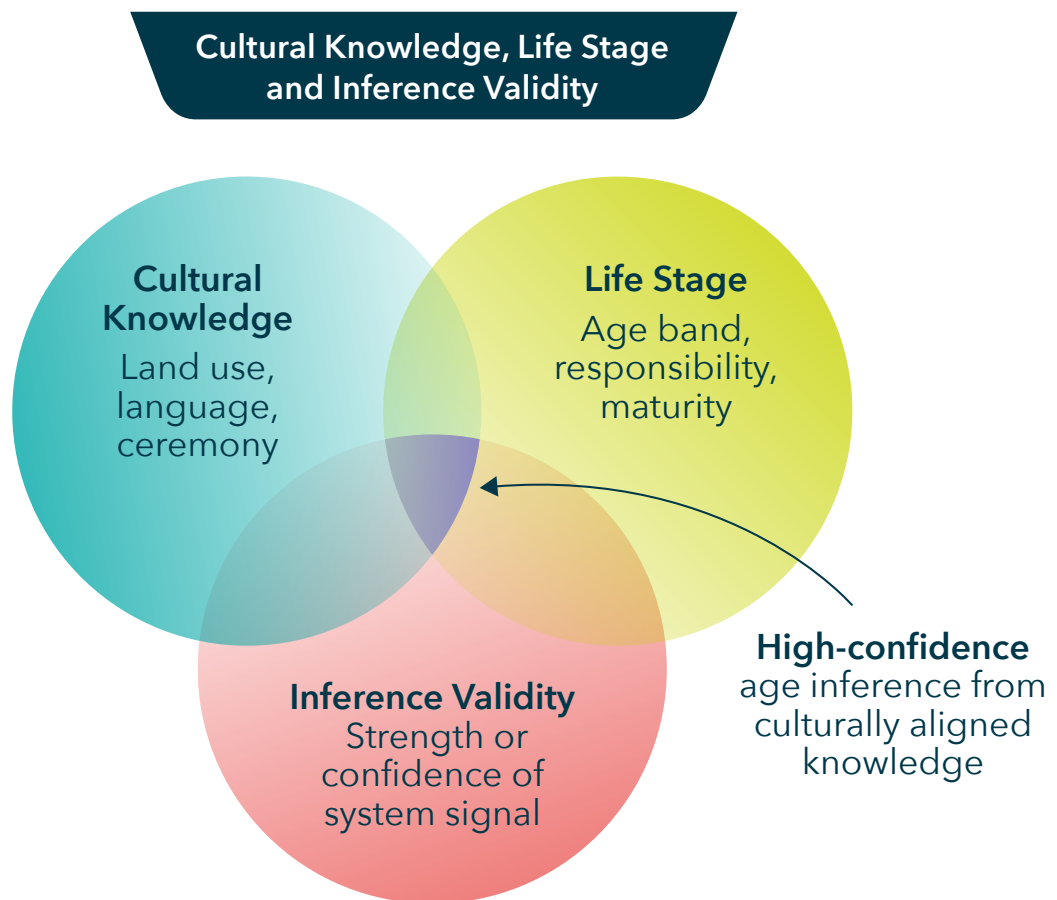 Cultural Knowledge, Life Stage
and Inference Validity
Cultural
Knowledge
Land use,
language,
ceremony
Life Stage
Age band,
responsibility,
maturity
Inference Validity
Strength or
confidence of
system signal
High-confidence
age inference from
culturally aligned
knowledge